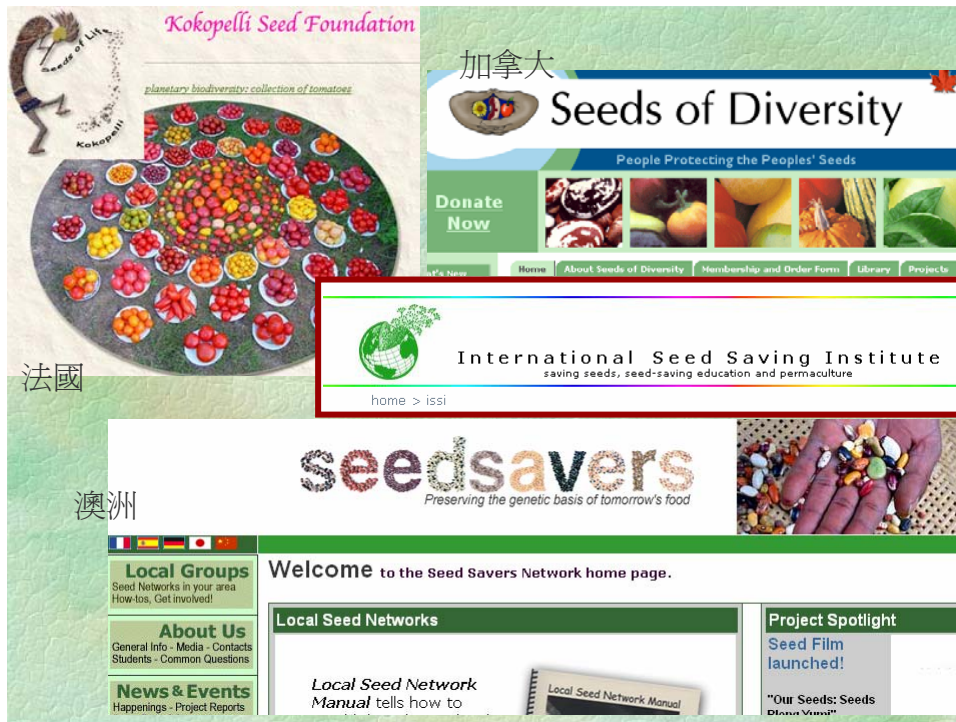 Kokopelli Seed Foundation
Seeds of Life
Kokopelli
planetary biodiversity: collection of tomatoes
法國
加拿大
Seeds of Diversity
People Protecting the Peoples' Seeds
Donate
Now
at's New
Home
About Seeds of Diversity
Membership and Order Form
Library
Projects
International Seed Saving Institute
saving seeds, seed-saving education and permaculture
home > issi
澳洲
seedsavers
Preserving the genetic basis of tomorrow's food
Local Groups
Seed Networks in your area
How-tos, Get involved!
About Us
General Info - Media - Contacts
Students - Common Questions
News & Events
Happenings - Project Reports
Welcome to the Seed Savers Network home page.
Local Seed Networks
Local Seed Network
Manual tells how to
Local Seed Network Manual
Project Spotlight
Seed Film
launched!
"Our Seeds: Seeds